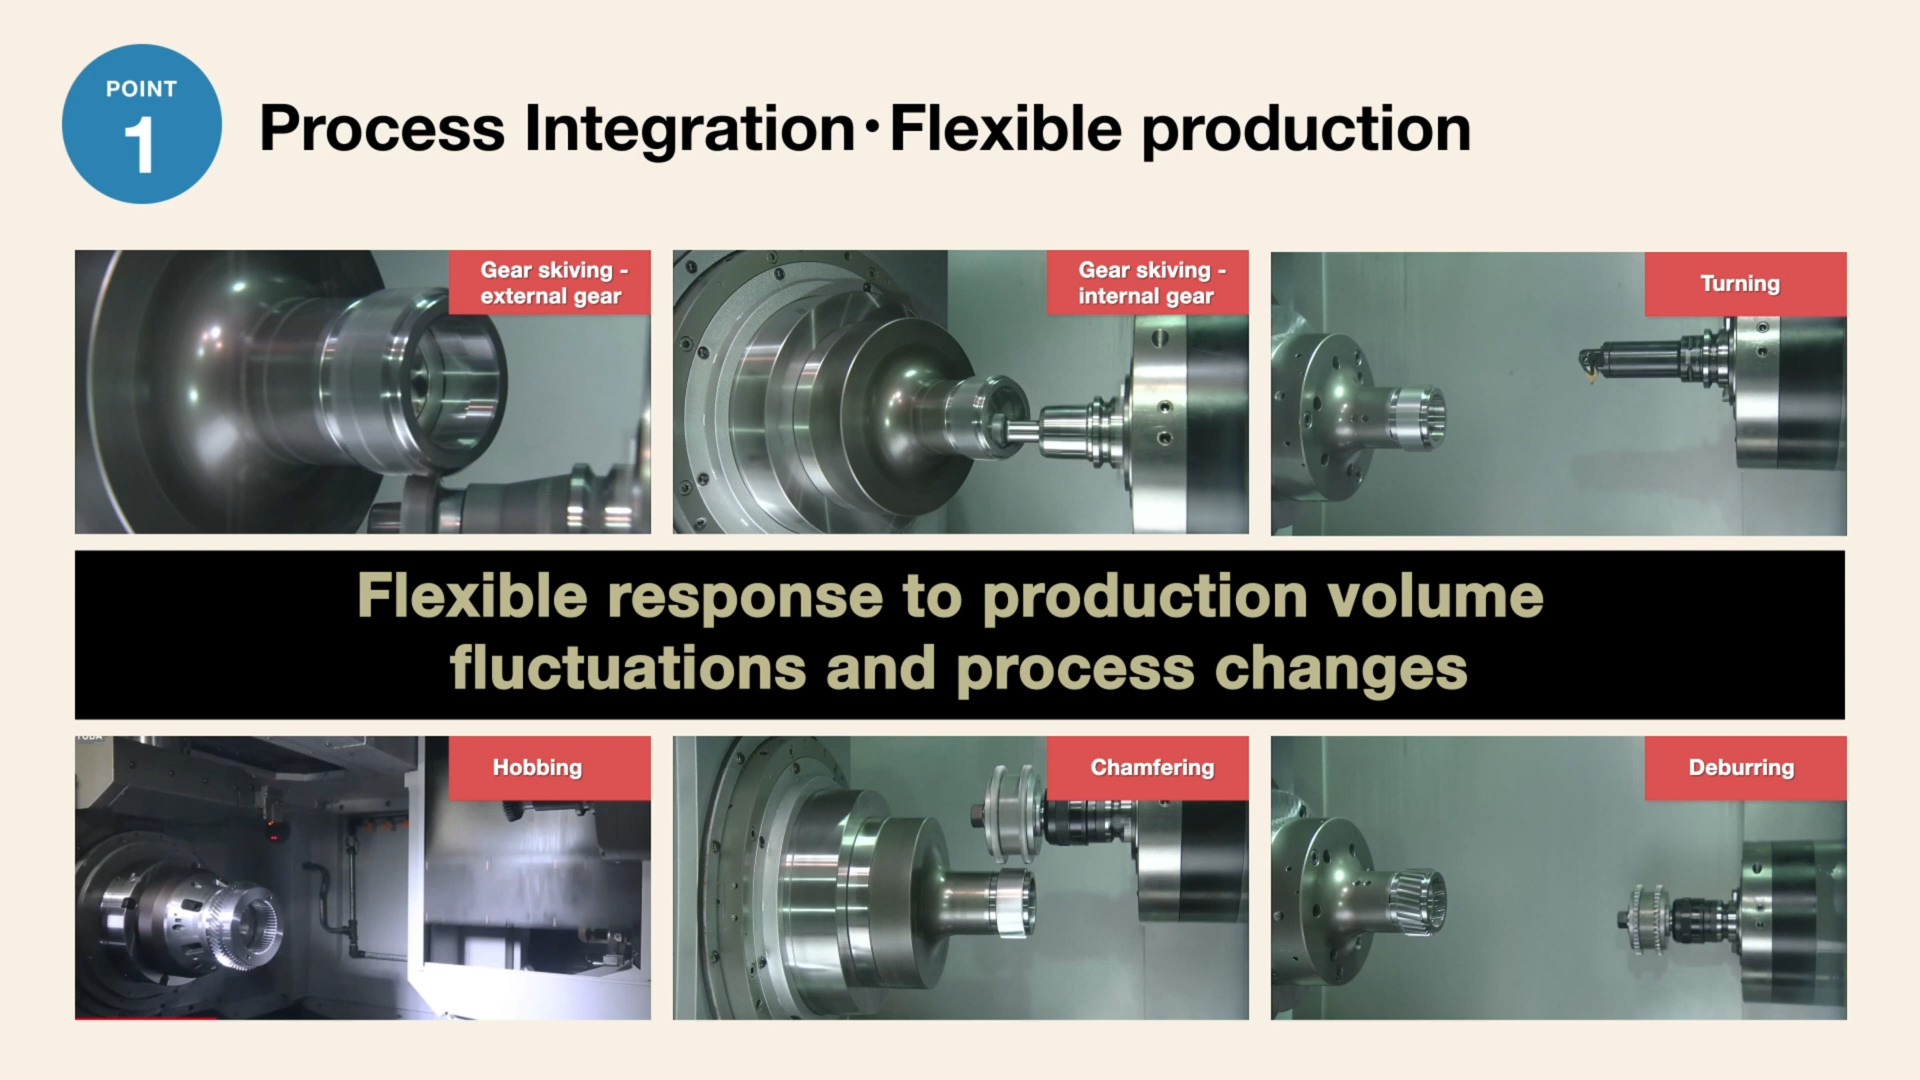 POINT
1
Process Integration・Flexible production
Gear skiving -
external gear
Gear skiving -
internal gear
Turning
Flexible response to production volume
fluctuations and process changes
Hobbing
Chamfering
Deburring